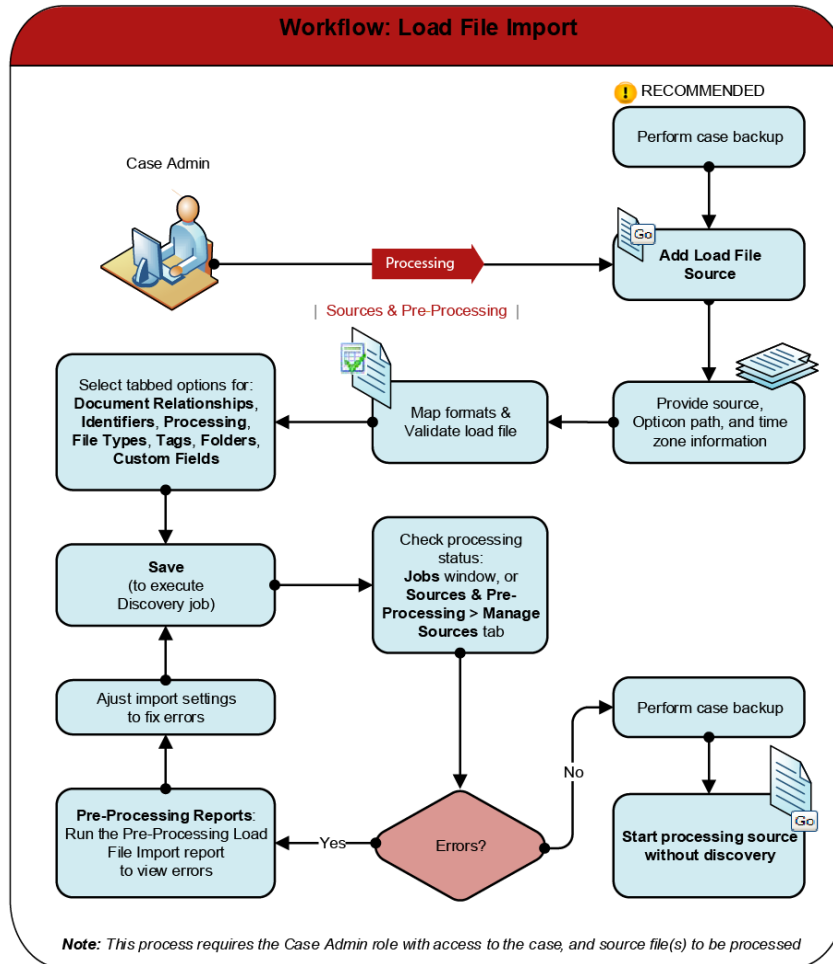 Workflow: Load File Import
RECOMMENDED
Perform case backup
Case Admin
Go
Processing
Add Load File
Source
| Sources & Pre-Processing |
Select tabbed options for:
Document Relationships,
Identifiers, Processing,
File Types, Tags, Folders,
Custom Fields
Map formats &
Validate load file
Provide source,
Opticon path, and time
zone information
Save
(to execute
Discovery job)
Check processing
status:
Jobs window, or
Sources & Pre-
Processing > Manage
Sources tab
Ajust import settings
to fix errors
Perform case backup
No
Pre-Processing Reports:
Run the Pre-Processing Load
File Import report
to view errors
Yes
Errors?
Go
Start processing source
without discovery
Note: This process requires the Case Admin role with access to the case, and source file(s) to be processed